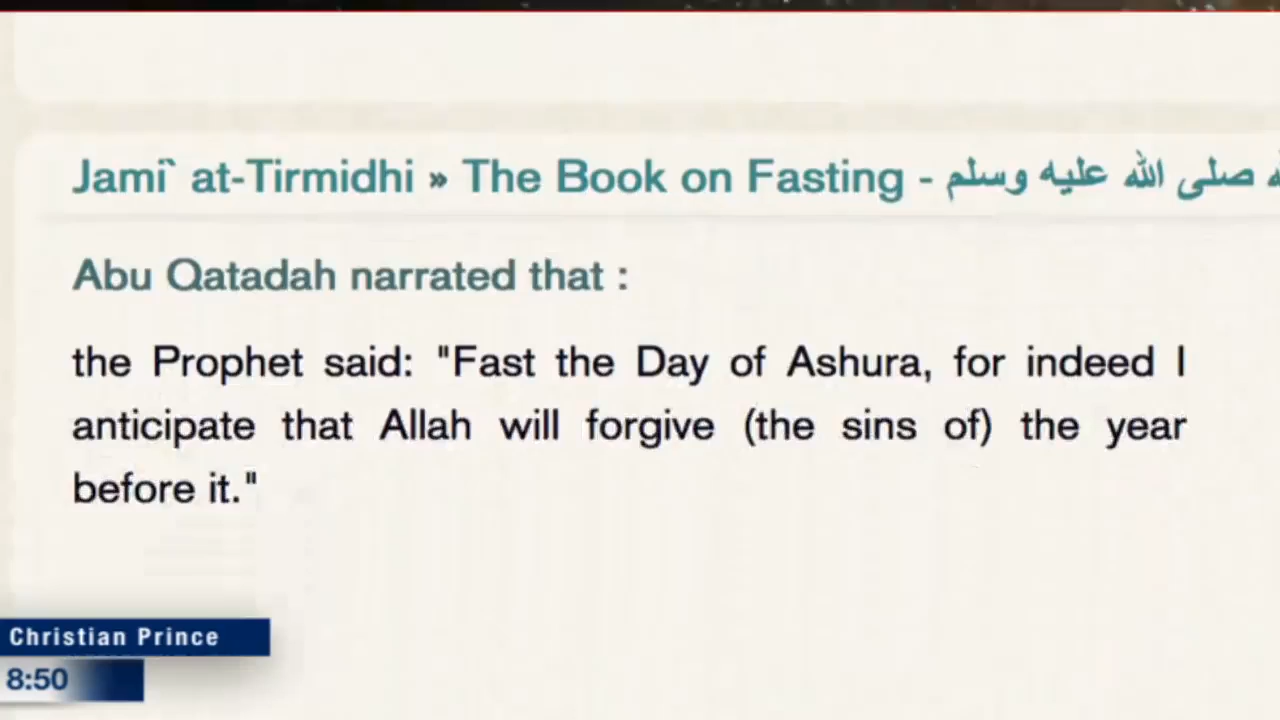 Jami` at-Tirmidhi » The Book on Fasting - صلى الله عليه وسلم
Abu Qatadah narrated that :
the Prophet said: "Fast the Day of Ashura, for indeed I
anticipate that Allah will forgive (the sins of) the year
before it."
Christian Prince
8:50